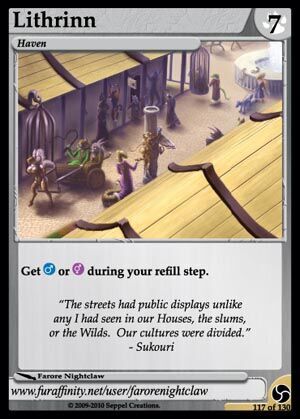 Lithrinn
7
Haven
Get ♂ or ⚥ during your refill step.
"The streets had public displays unlike
any I had seen in our Houses, the slums,
or the Wilds.  Our cultures were divided."
- Sukouri
Farore Nightclaw
www.furaffinity.net/user/farorenightclaw
© 2009-2010 Seppel Creations.
117 of 130